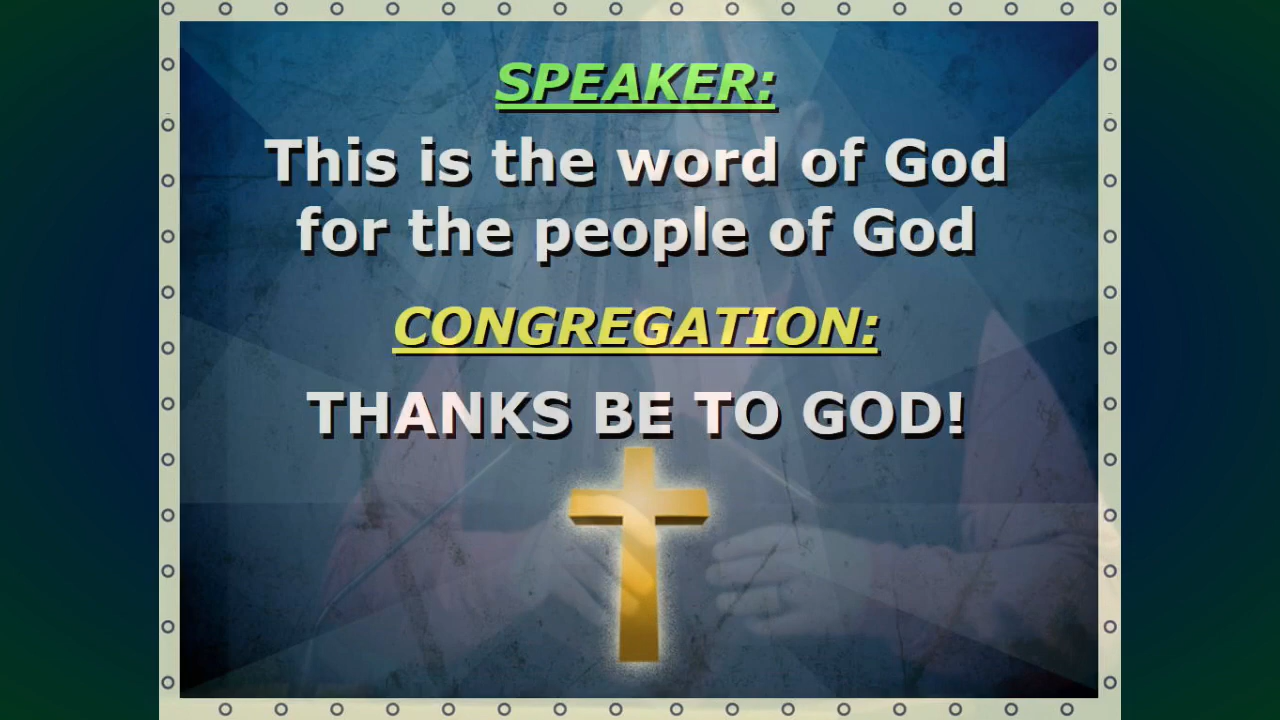 SPEAKER:
This is the word of God
for the people of God
CONGREGATION:
THANKS BE TO GOD!